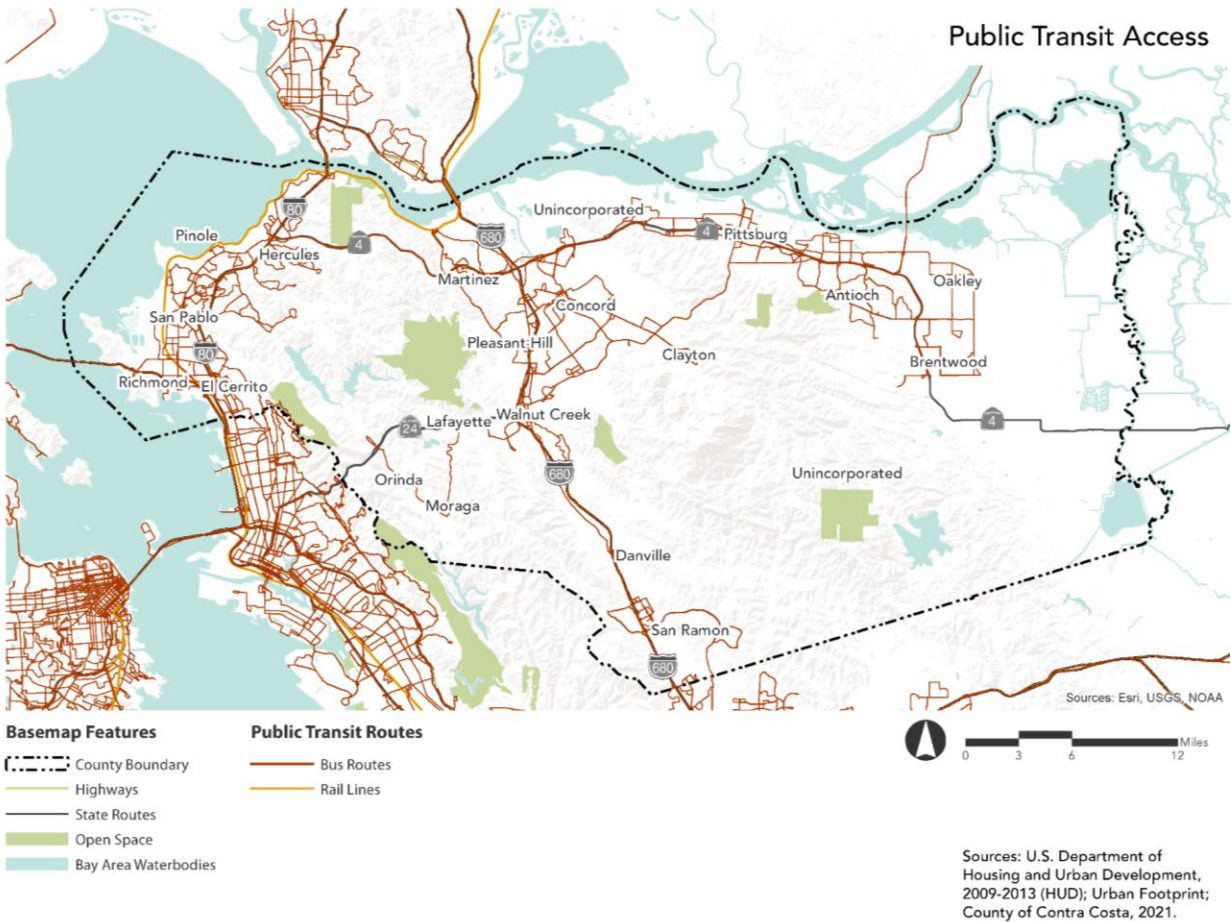 Public Transit Access
Unincorporated
80
Pinole
680
4
Pittsburg
4
Hercules
Martinez
Oakley
Antioch
Concord
San Pablo
Pleasant Hill
80
Clayton
Brentwood
Richmond
El Cerrito
Walnut Creek
Lafayette
24
4
680
Unincorporated
Orinda
Moraga
Danville
San Ramon
680
Sources: Esri, USGS, NOAA
Basemap Features
County Boundary
Highways
State Routes
Open Space
Bay Area Waterbodies
Public Transit Routes
Bus Routes
Rail Lines
Miles
0 3 6 12
Sources: U.S. Department of
Housing and Urban Development,
2009-2013 (HUD); Urban Footprint;
County of Contra Costa, 2021.